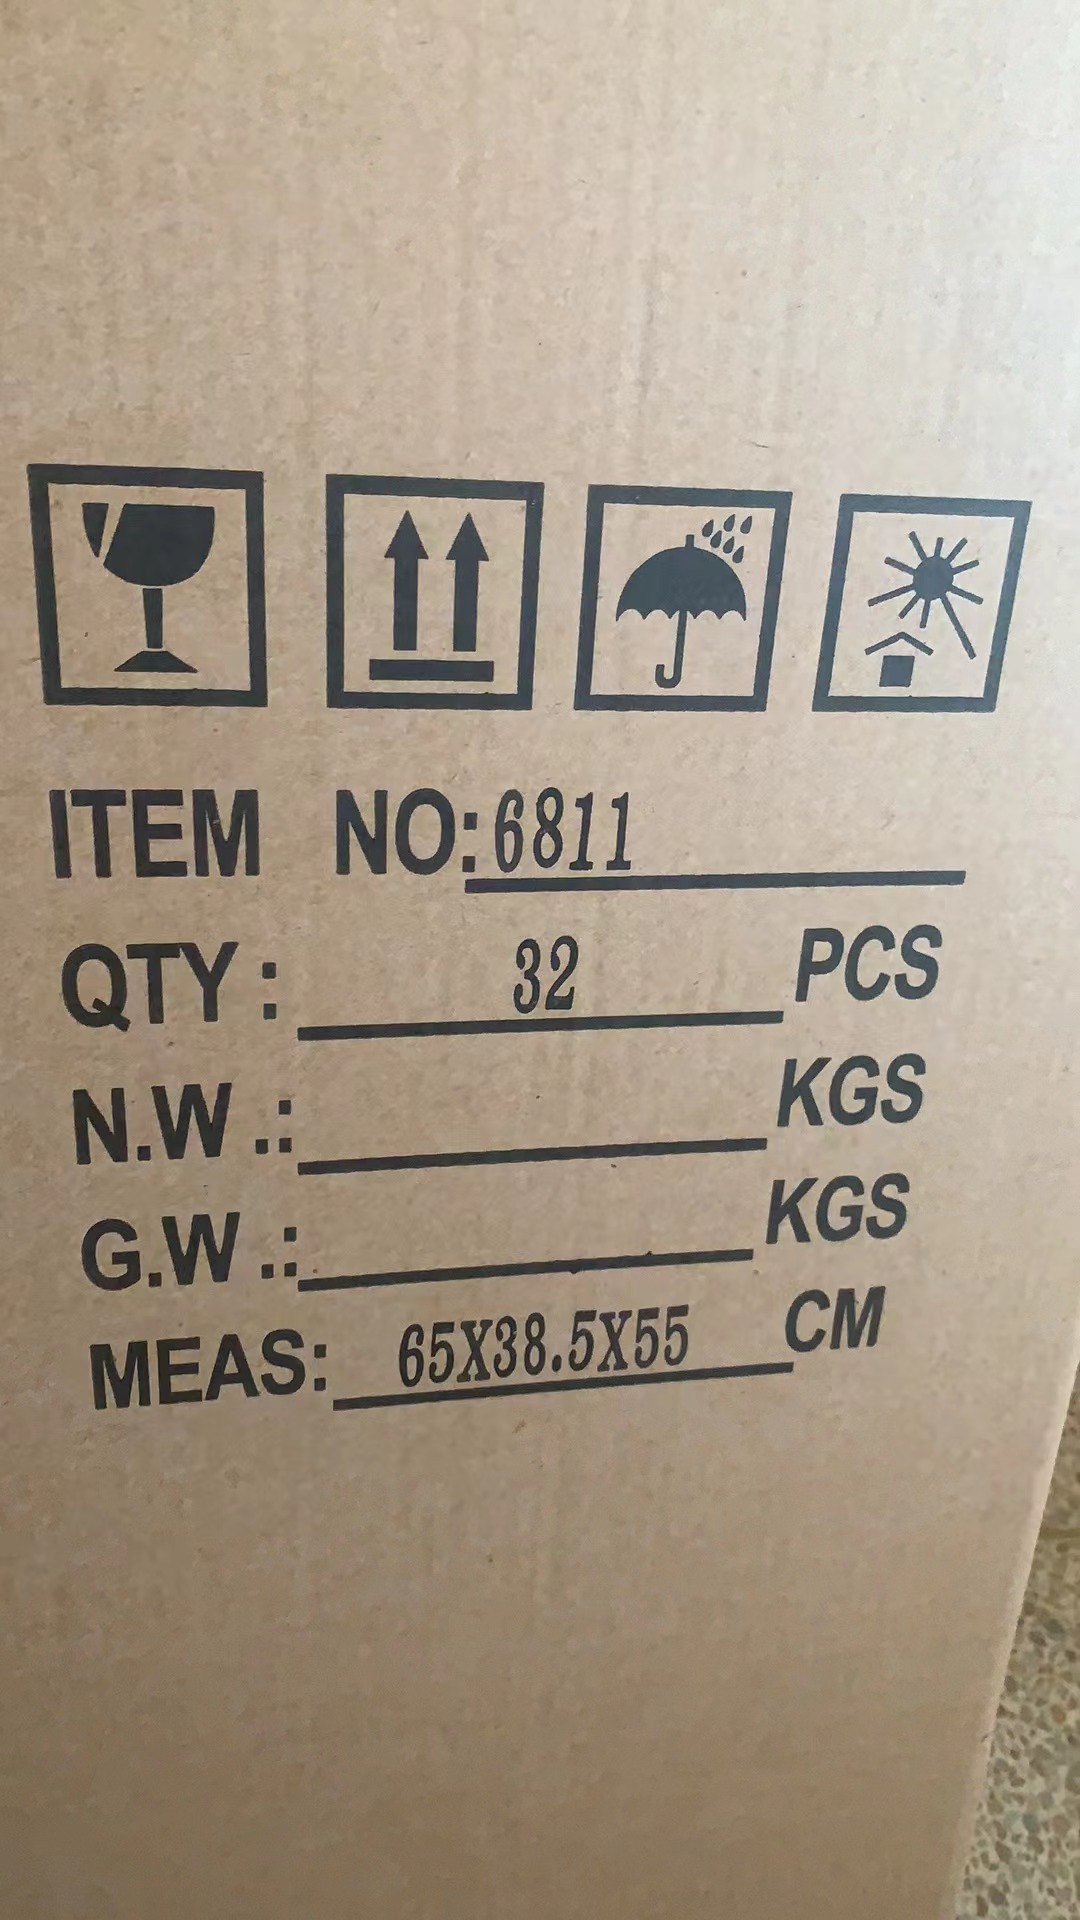 ITEM NO: 6811
QTY: 32 PCS
N.W.: KGS
G.W.: KGS
MEAS: 65X38.5X55 CM